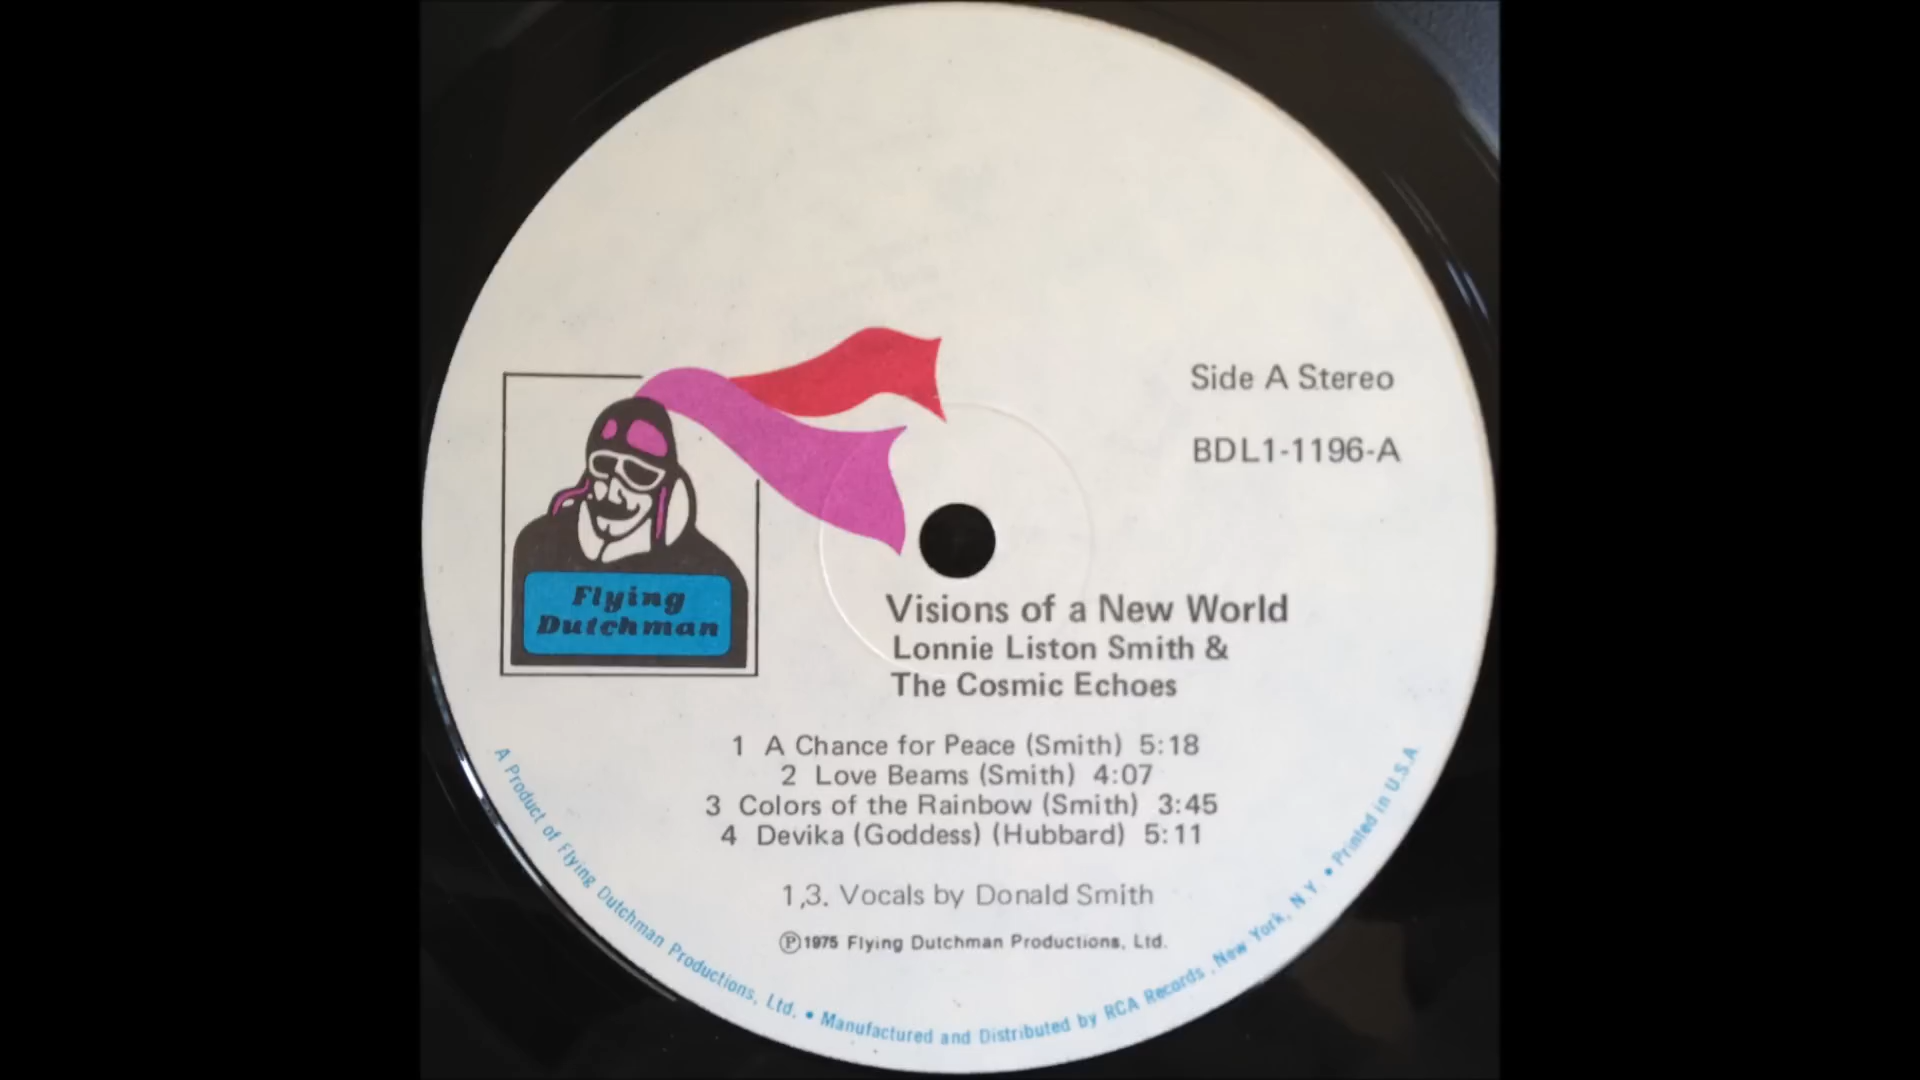 Side A Stereo
BDL1-1196-A
Flying
Dutchman
Visions of a New World
Lonnie Liston Smith &
The Cosmic Echoes
1 A Chance for Peace (Smith) 5:18
2 Love Beams (Smith) 4:07
3 Colors of the Rainbow (Smith) 3:45
4 Devika (Goddess) (Hubbard) 5:11
1,3. Vocals by Donald Smith
℗1975 Flying Dutchman Productions, Ltd.
A Product of Flying Dutchman Productions, Ltd. • Manufactured and Distributed by RCA Records, New York, N.Y. • Printed in U.S.A.